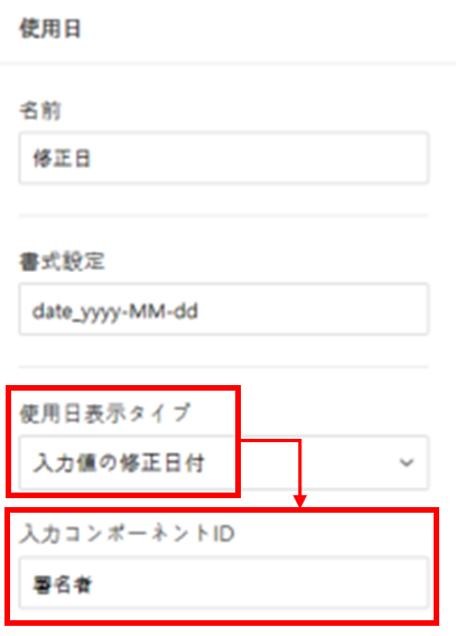 使用日
名前
修正日
書式設定
date_yyyy-MM-dd
使用日表示タイプ
入力値の修正日付
入力コンポーネントID
署名者